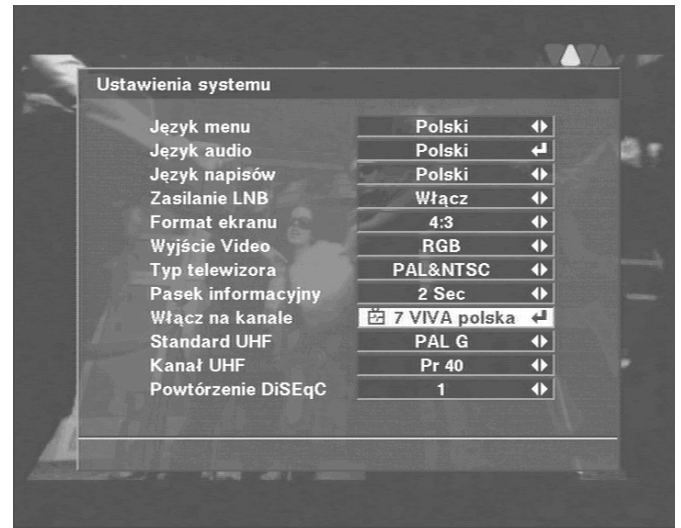 VIVA
Ustawienia systemu
Język menu Polski
Język audio Polski
Język napisów Polski
Zasilanie LNB Włącz
Format ekranu 4:3
Wyjście Video RGB
Typ telewizora PAL&NTSC
Pasek informacyjny 2 Sec
Włącz na kanale 7 VIVA polska
Standard UHF PAL G
Kanał UHF Pr 40
Powtórzenie DiSEqC 1